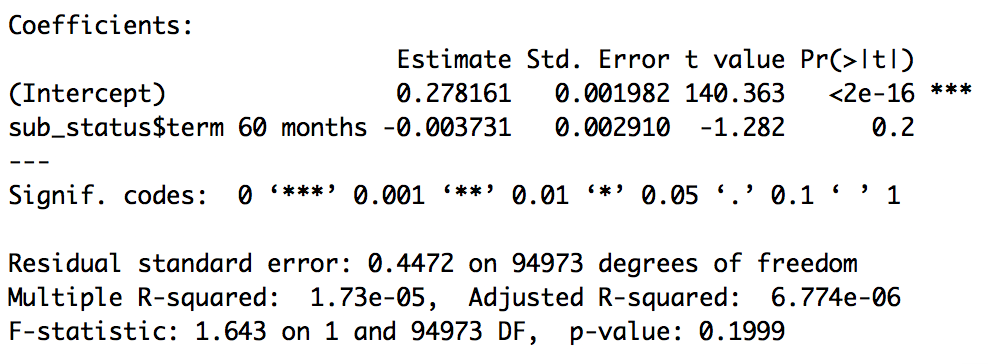 Coefficients:
Estimate Std. Error t value Pr(>|t|)
(Intercept) 0.278161 0.001982 140.363 <2e-16 ***
sub_status$term 60 months -0.003731 0.002910 -1.282 0.2
---
Signif. codes: 0 ‘***’ 0.001 ‘**’ 0.01 ‘*’ 0.05 ‘.’ 0.1 ‘ ’ 1
Residual standard error: 0.4472 on 94973 degrees of freedom
Multiple R-squared: 1.73e-05, Adjusted R-squared: 6.774e-06
F-statistic: 1.643 on 1 and 94973 DF, p-value: 0.1999